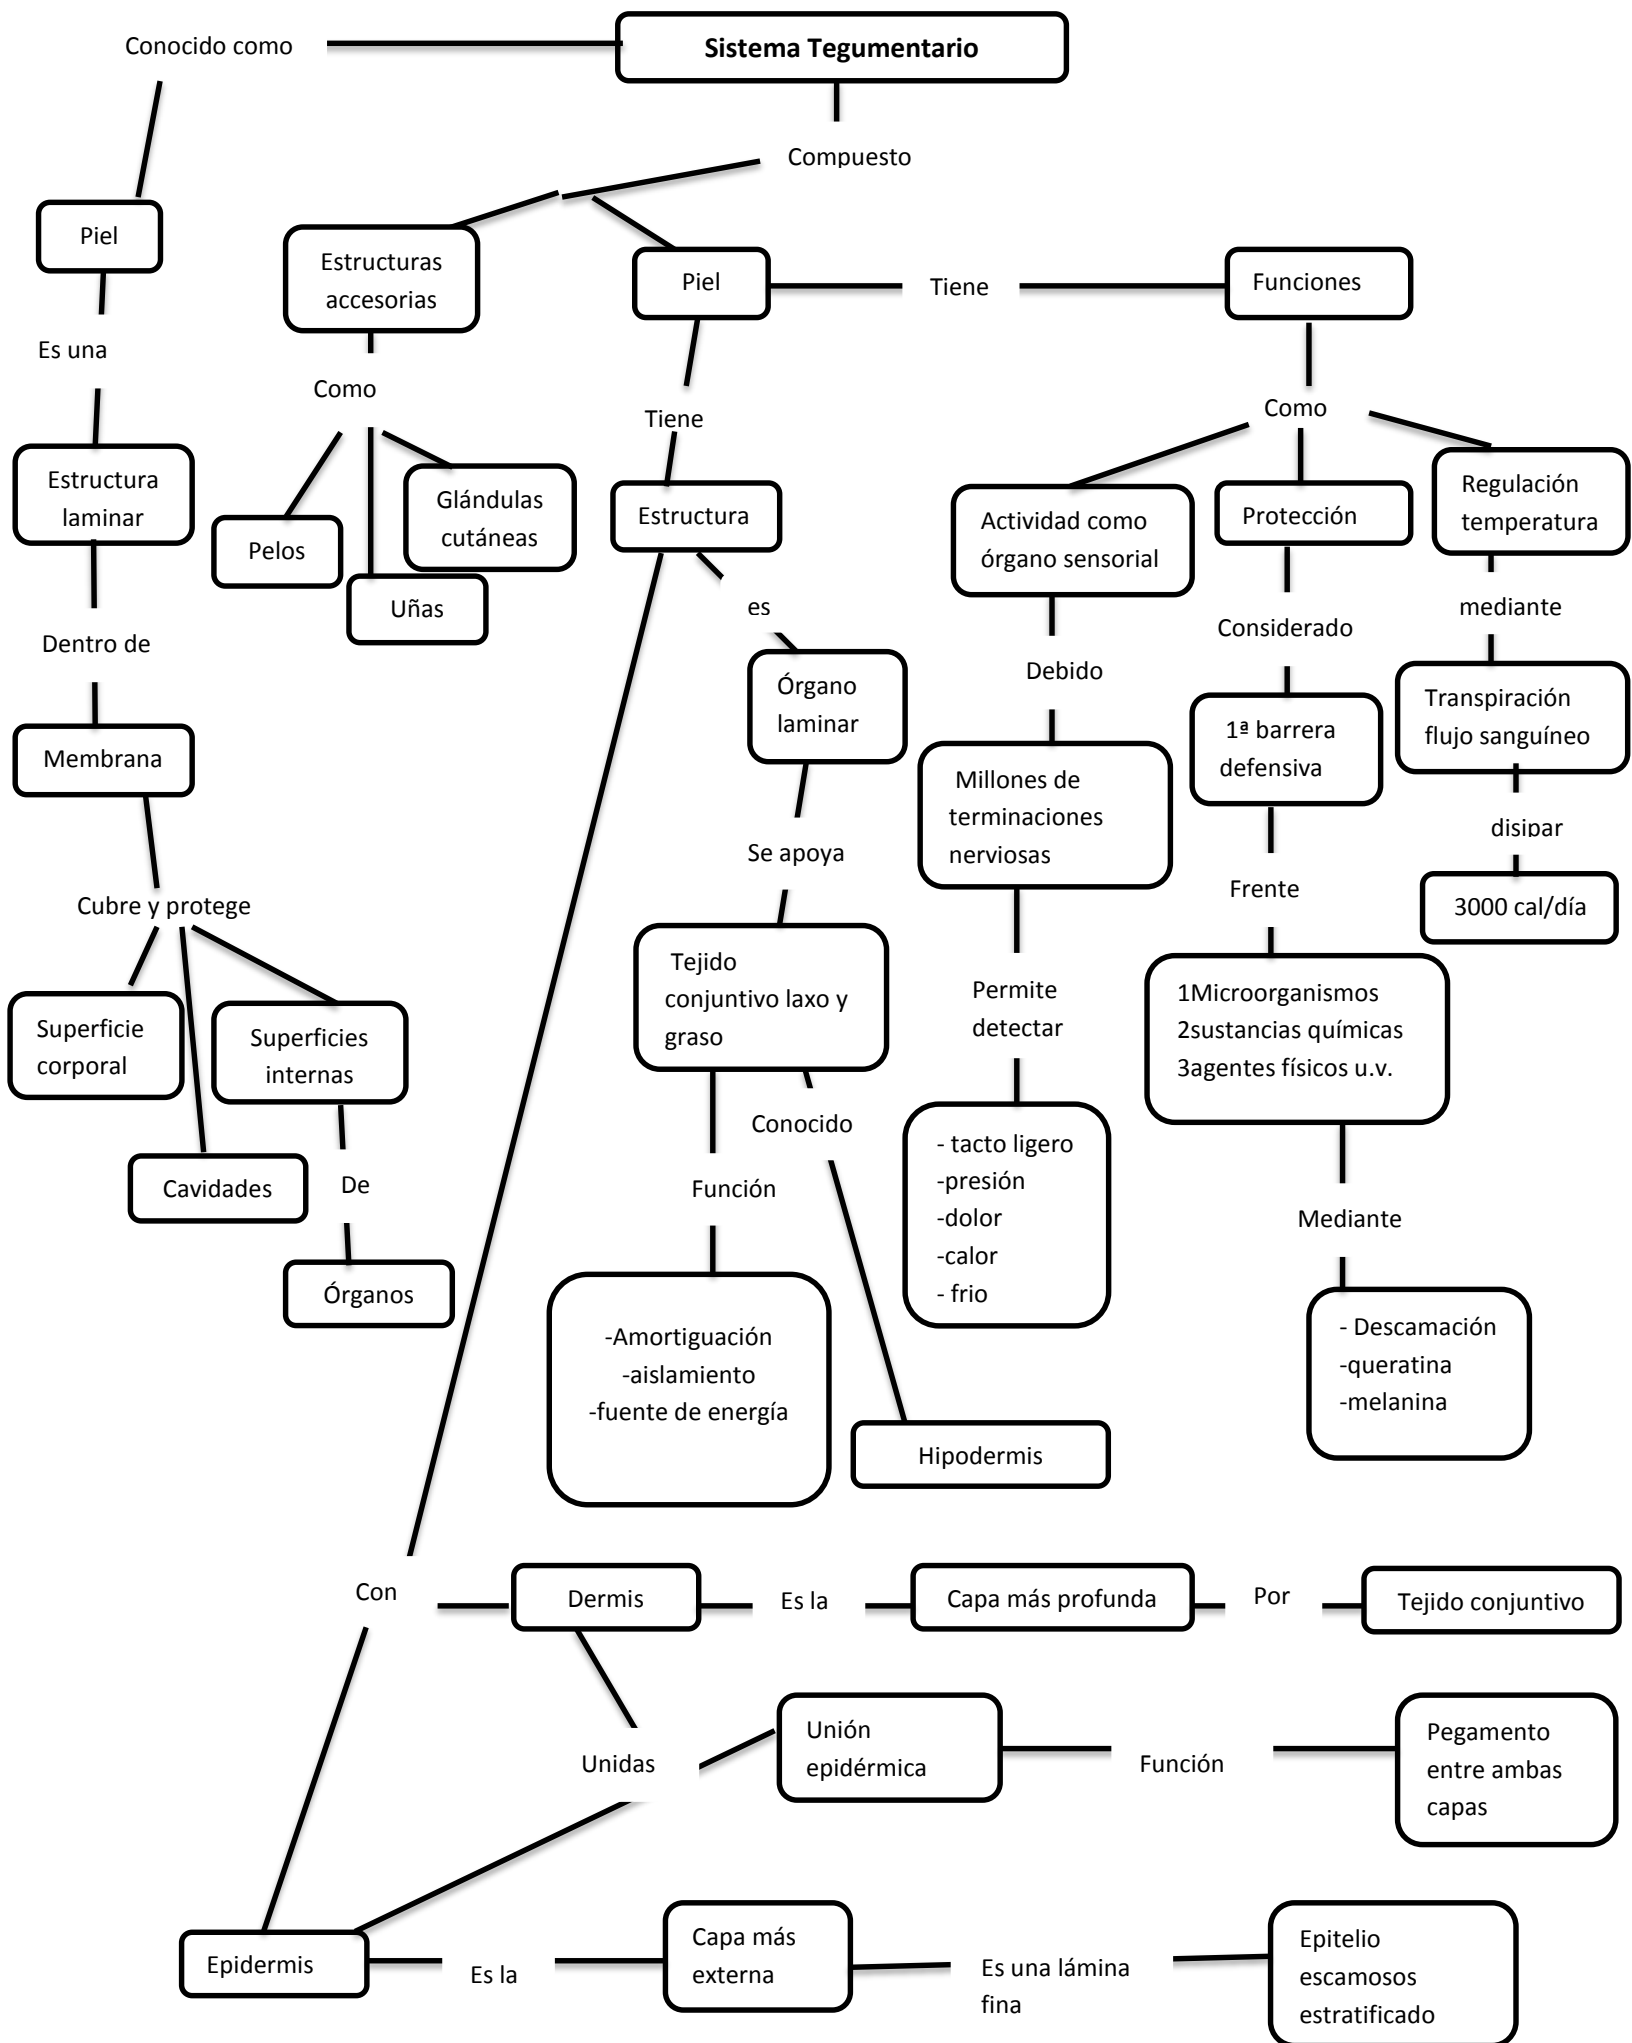 Conocido como
Sistema Tegumentario
Compuesto
Piel
Es una
Estructura
laminar
Dentro de
Membrana
Cubre y protege
Superficie
corporal
Cavidades
Superficies
internas
De
Órganos
Estructuras
accesorias
Como
Pelos
Uñas
Glándulas
cutáneas
Piel
Tiene
Funciones
Tiene
Estructura
es
Órgano
laminar
Se apoya
Tejido
conjuntivo laxo y
graso
Función
-Amortiguación
-aislamiento
-fuente de energía
Conocido
Hipodermis
Como
Actividad como
órgano sensorial
Debido
Millones de
terminaciones
nerviosas
Permite
detectar
- tacto ligero
-presión
-dolor
-calor
- frio
Protección
Considerado
1ª barrera
defensiva
Frente
1Microorganismos
2sustancias químicas
3agentes físicos u.v.
Mediante
- Descamación
-queratina
-melanina
Regulación
temperatura
mediante
Transpiración
flujo sanguíneo
disipar
3000 cal/día
Con
Dermis
Es la
Capa más profunda
Por
Tejido conjuntivo
Unidas
Unión
epidérmica
Función
Pegamento
entre ambas
capas
Epidermis
Es la
Capa más
externa
Es una lámina
fina
Epitelio
escamosos
estratificado